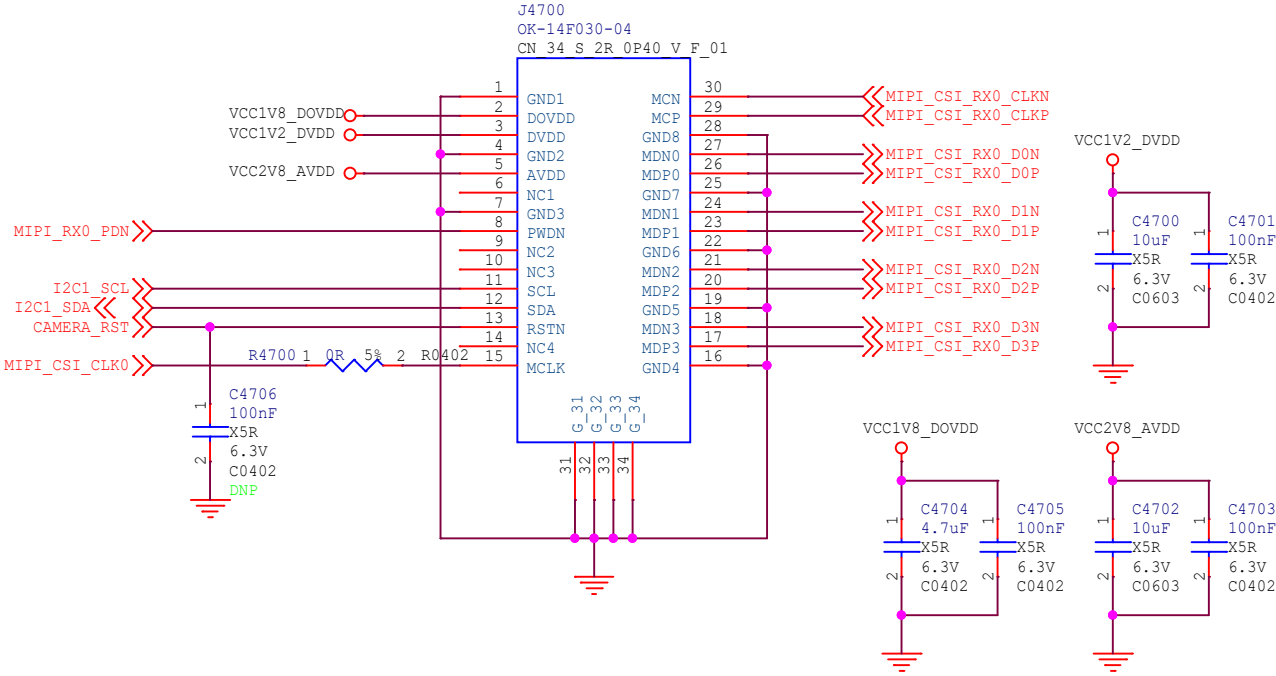 J4700
OK-14F030-04
CN_34_S_2R_0P40_V_F_01
1 GND1 MCN 30 MIPI_CSI_RX0_CLKN
VCC1V8_DOVDD 2 DOVDD MCP 29 MIPI_CSI_RX0_CLKP
VCC1V2_DVDD 3 DVDD GND8 28
4 GND2 MDN0 27 MIPI_CSI_RX0_D0N
VCC2V8_AVDD 5 AVDD MDP0 26 MIPI_CSI_RX0_D0P
6 NC1 GND7 25
7 GND3 MDN1 24 MIPI_CSI_RX0_D1N
MIPI_RX0_PDN 8 PWDN MDP1 23 MIPI_CSI_RX0_D1P
9 NC2 GND6 22
10 NC3 MDN2 21 MIPI_CSI_RX0_D2N
I2C1_SCL 11 SCL MDP2 20 MIPI_CSI_RX0_D2P
I2C1_SDA 12 SDA GND5 19
CAMERA_RST 13 RSTN MDN3 18 MIPI_CSI_RX0_D3N
14 NC4 MDP3 17 MIPI_CSI_RX0_D3P
MIPI_CSI_CLK0 R4700 1 0R 5% 2 R0402 15 MCLK GND4 16
G_31 G_32 G_33 G_34
31 32 33 34
1 2
C4706
100nF
X5R
6.3V
C0402
DNP
VCC1V2_DVDD
1 2
C4700
10uF
X5R
6.3V
C0603
1 2
C4701
100nF
X5R
6.3V
C0402
VCC1V8_DOVDD
1 2
C4704
4.7uF
X5R
6.3V
C0402
1 2
C4705
100nF
X5R
6.3V
C0402
VCC2V8_AVDD
1 2
C4702
10uF
X5R
6.3V
C0603
1 2
C4703
100nF
X5R
6.3V
C0402